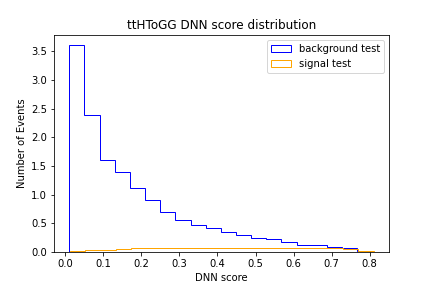 ttHToGG DNN score distribution
background test
signal test
Number of Events
3.5
3.0
2.5
2.0
1.5
1.0
0.5
0.0
0.0 0.1 0.2 0.3 0.4 0.5 0.6 0.7 0.8
DNN score